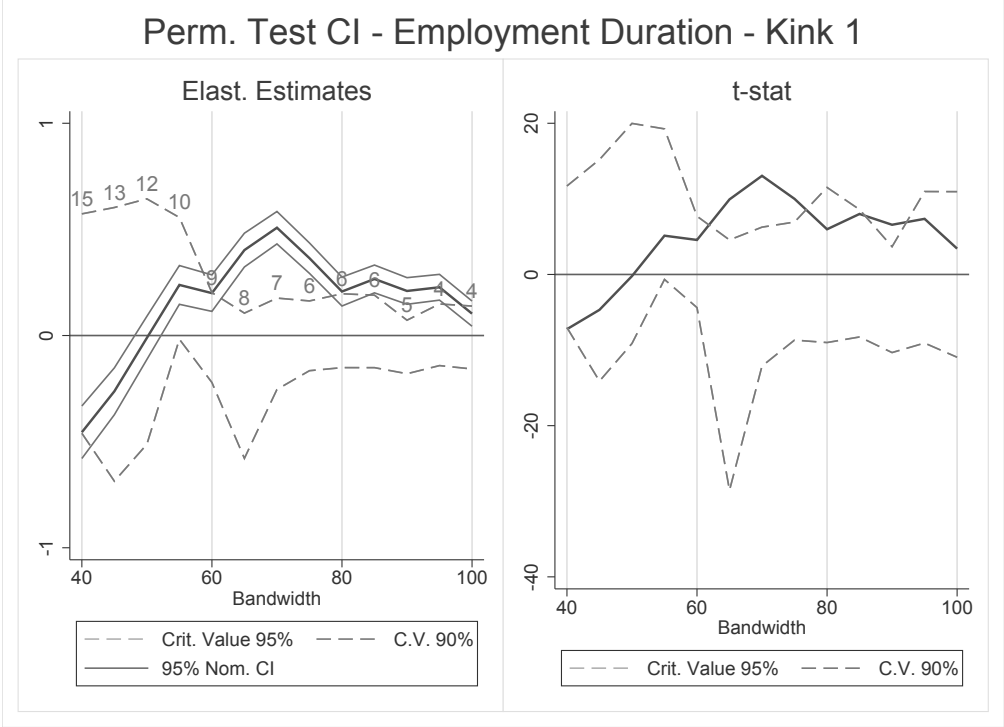 Perm. Test CI - Employment Duration - Kink 1
Elast. Estimates
1
0
-1
15 13 12 10 9 8 7 6 6 6 5 4 4
40 60 80 100
Bandwidth
Crit. Value 95% C.V. 90%
95% Nom. CI
t-stat
20
0
-20
-40
40 60 80 100
Bandwidth
Crit. Value 95% C.V. 90%